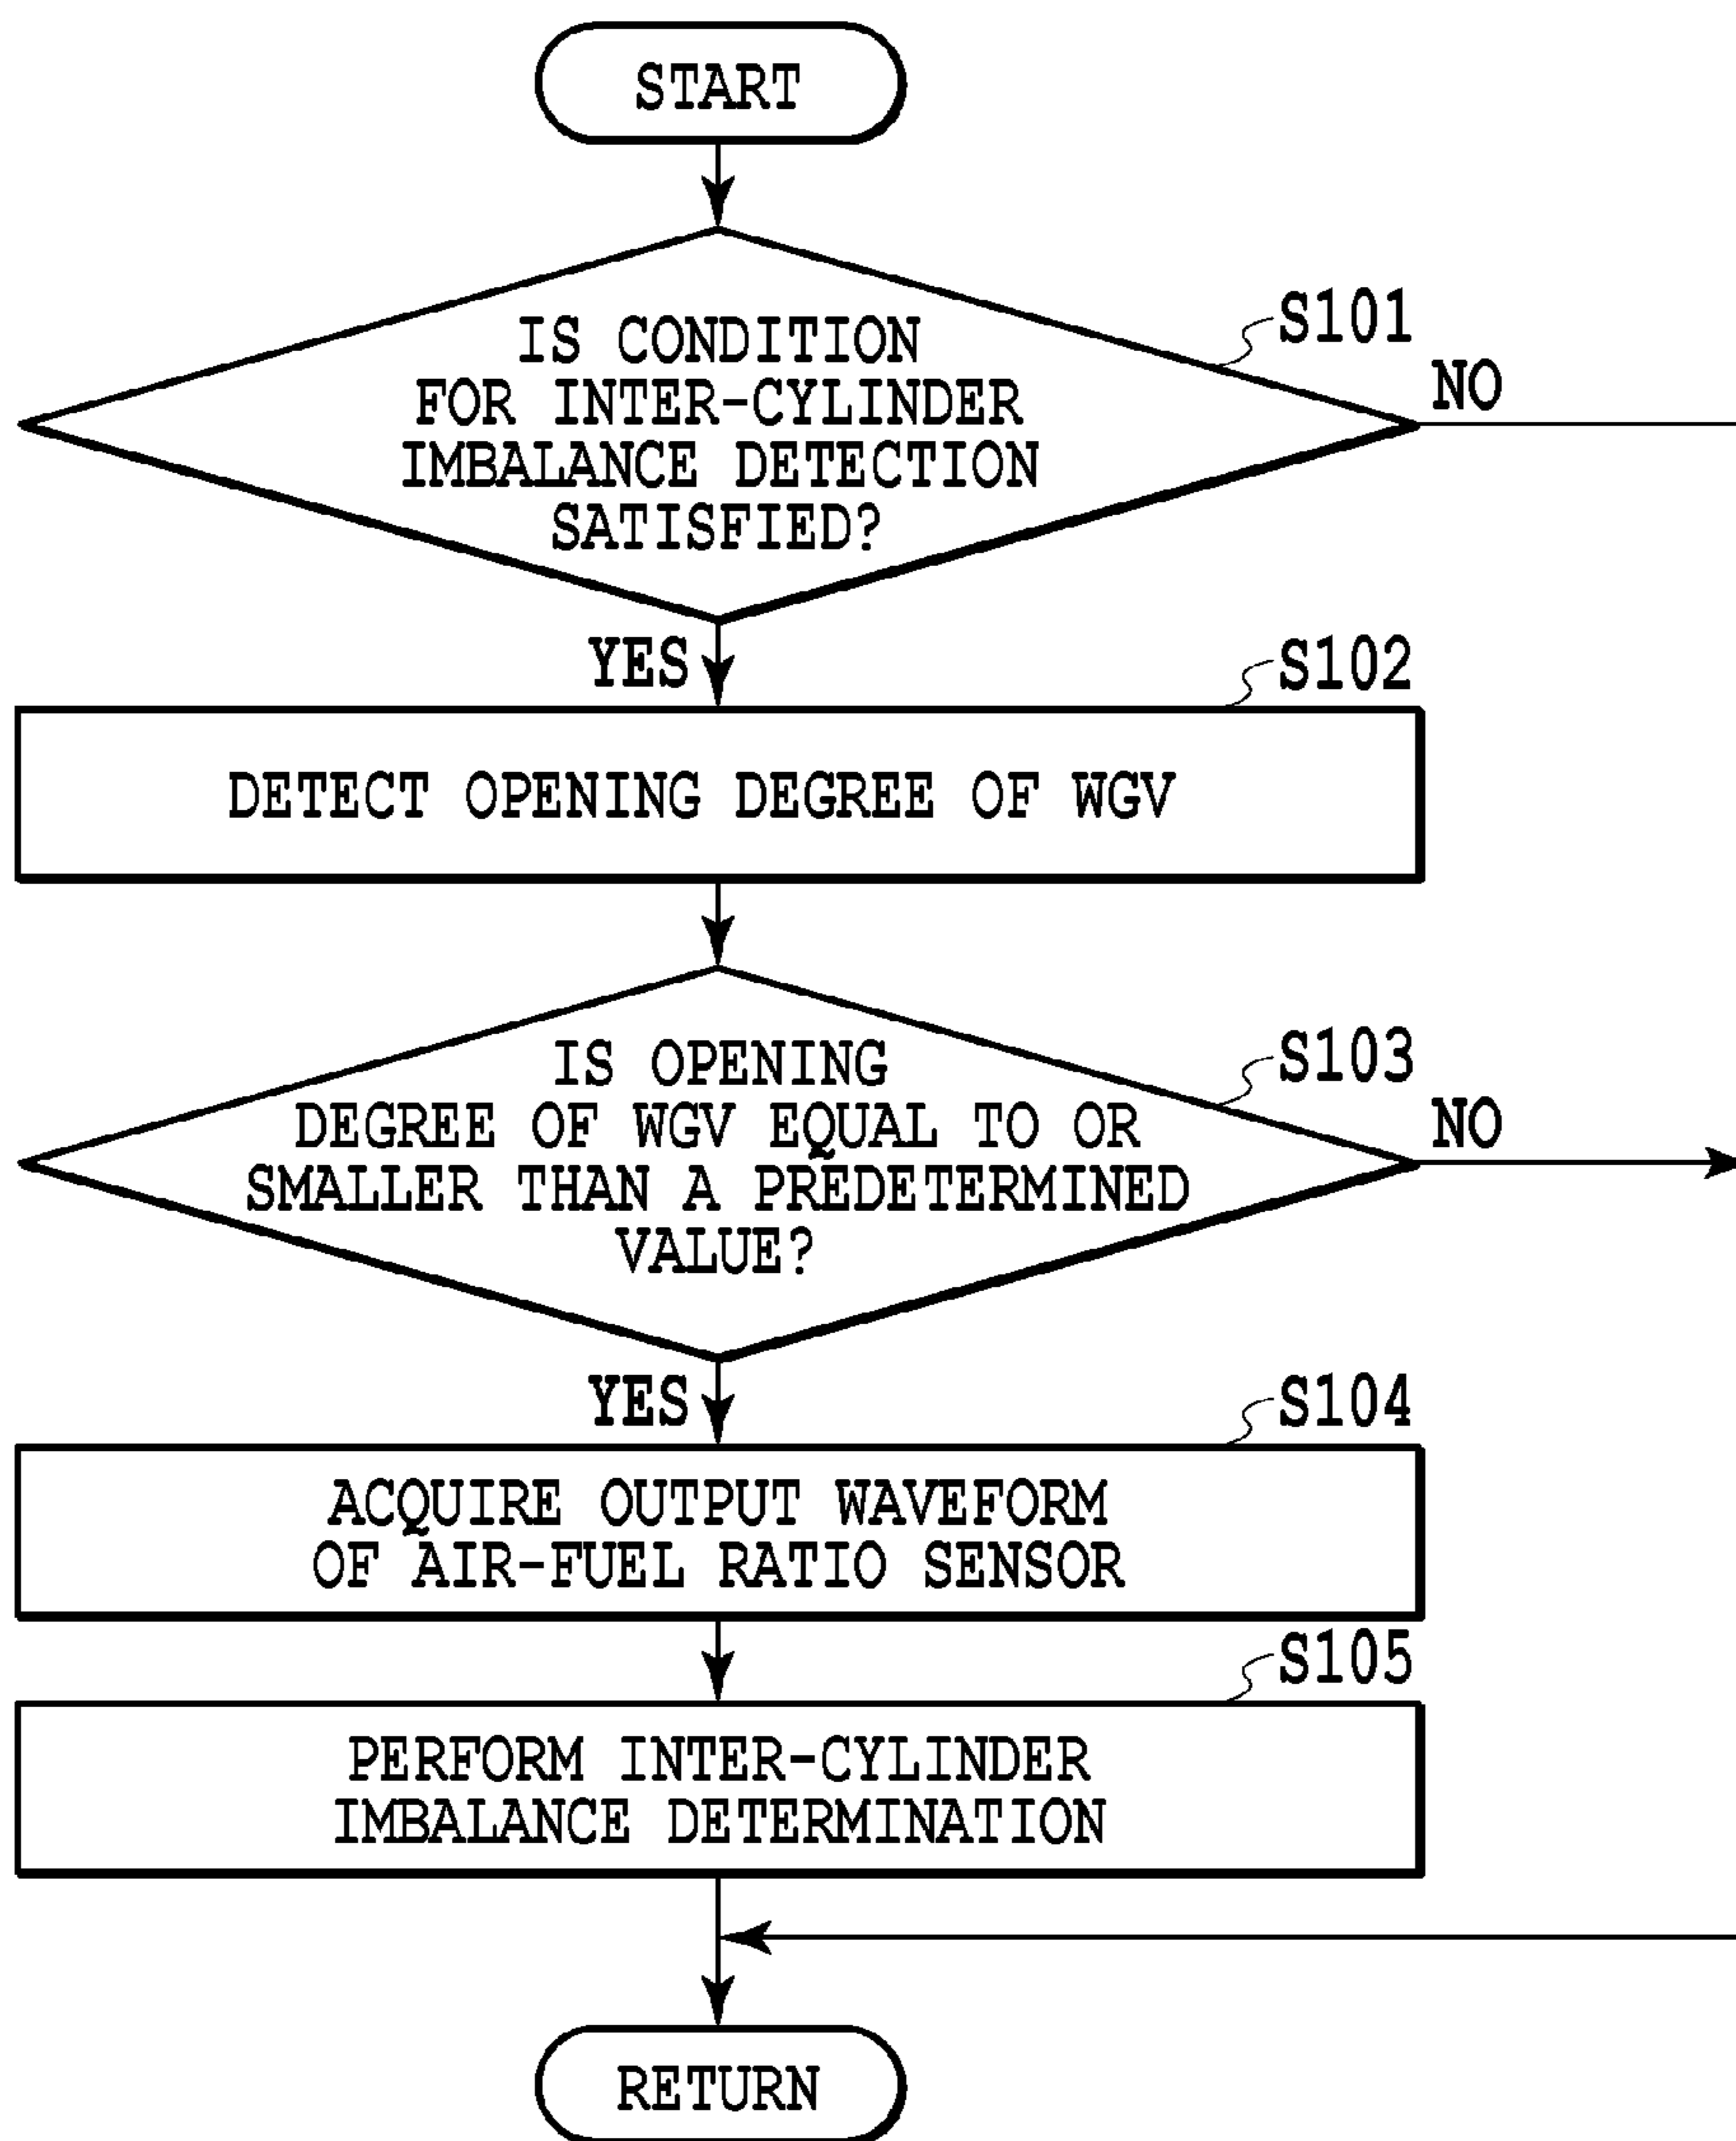 START
IS CONDITION
FOR INTER-CYLINDER
IMBALANCE DETECTION
SATISFIED?
S101
NO
YES
S102
DETECT OPENING DEGREE OF WGV
IS OPENING
DEGREE OF WGV EQUAL TO OR
SMALLER THAN A PREDETERMINED
VALUE?
S103
NO
YES
S104
ACQUIRE OUTPUT WAVEFORM
OF AIR-FUEL RATIO SENSOR
S105
PERFORM INTER-CYLINDER
IMBALANCE DETERMINATION
RETURN